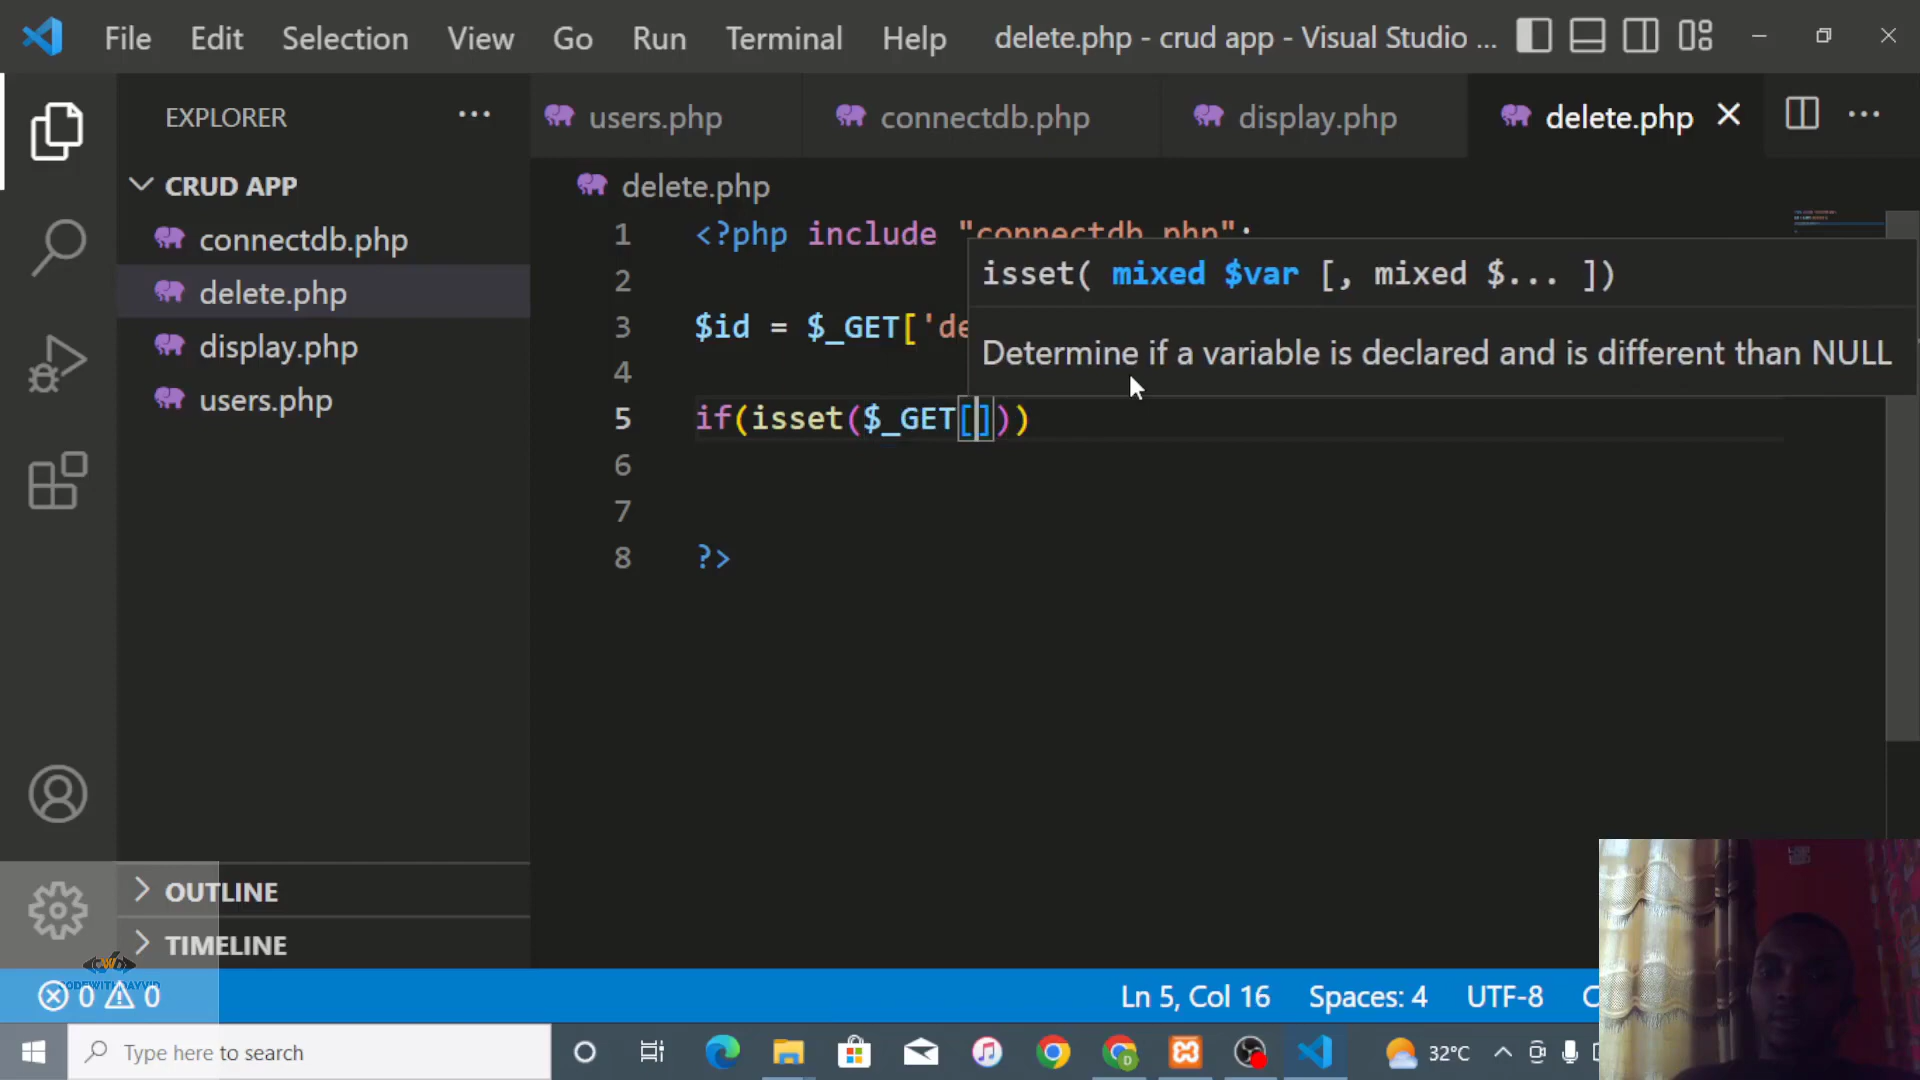 File Edit Selection View Go Run Terminal Help delete.php - crud app - Visual Studio ...
EXPLORER ...
users.php connectdb.php display.php delete.php
CRUD APP
connectdb.php
delete.php
display.php
users.php
delete.php
1 <?php include "connectdb.php";
2
3 $id = $_GET['de
4
5 if(isset($_GET[]))
6
7
8 ?>
isset( mixed $var [, mixed $... ])
Determine if a variable is declared and is different than NULL
OUTLINE
TIMELINE
CWD
CODEWITHDAYVID
0 0 Ln 5, Col 16 Spaces: 4 UTF-8
Type here to search 32°C